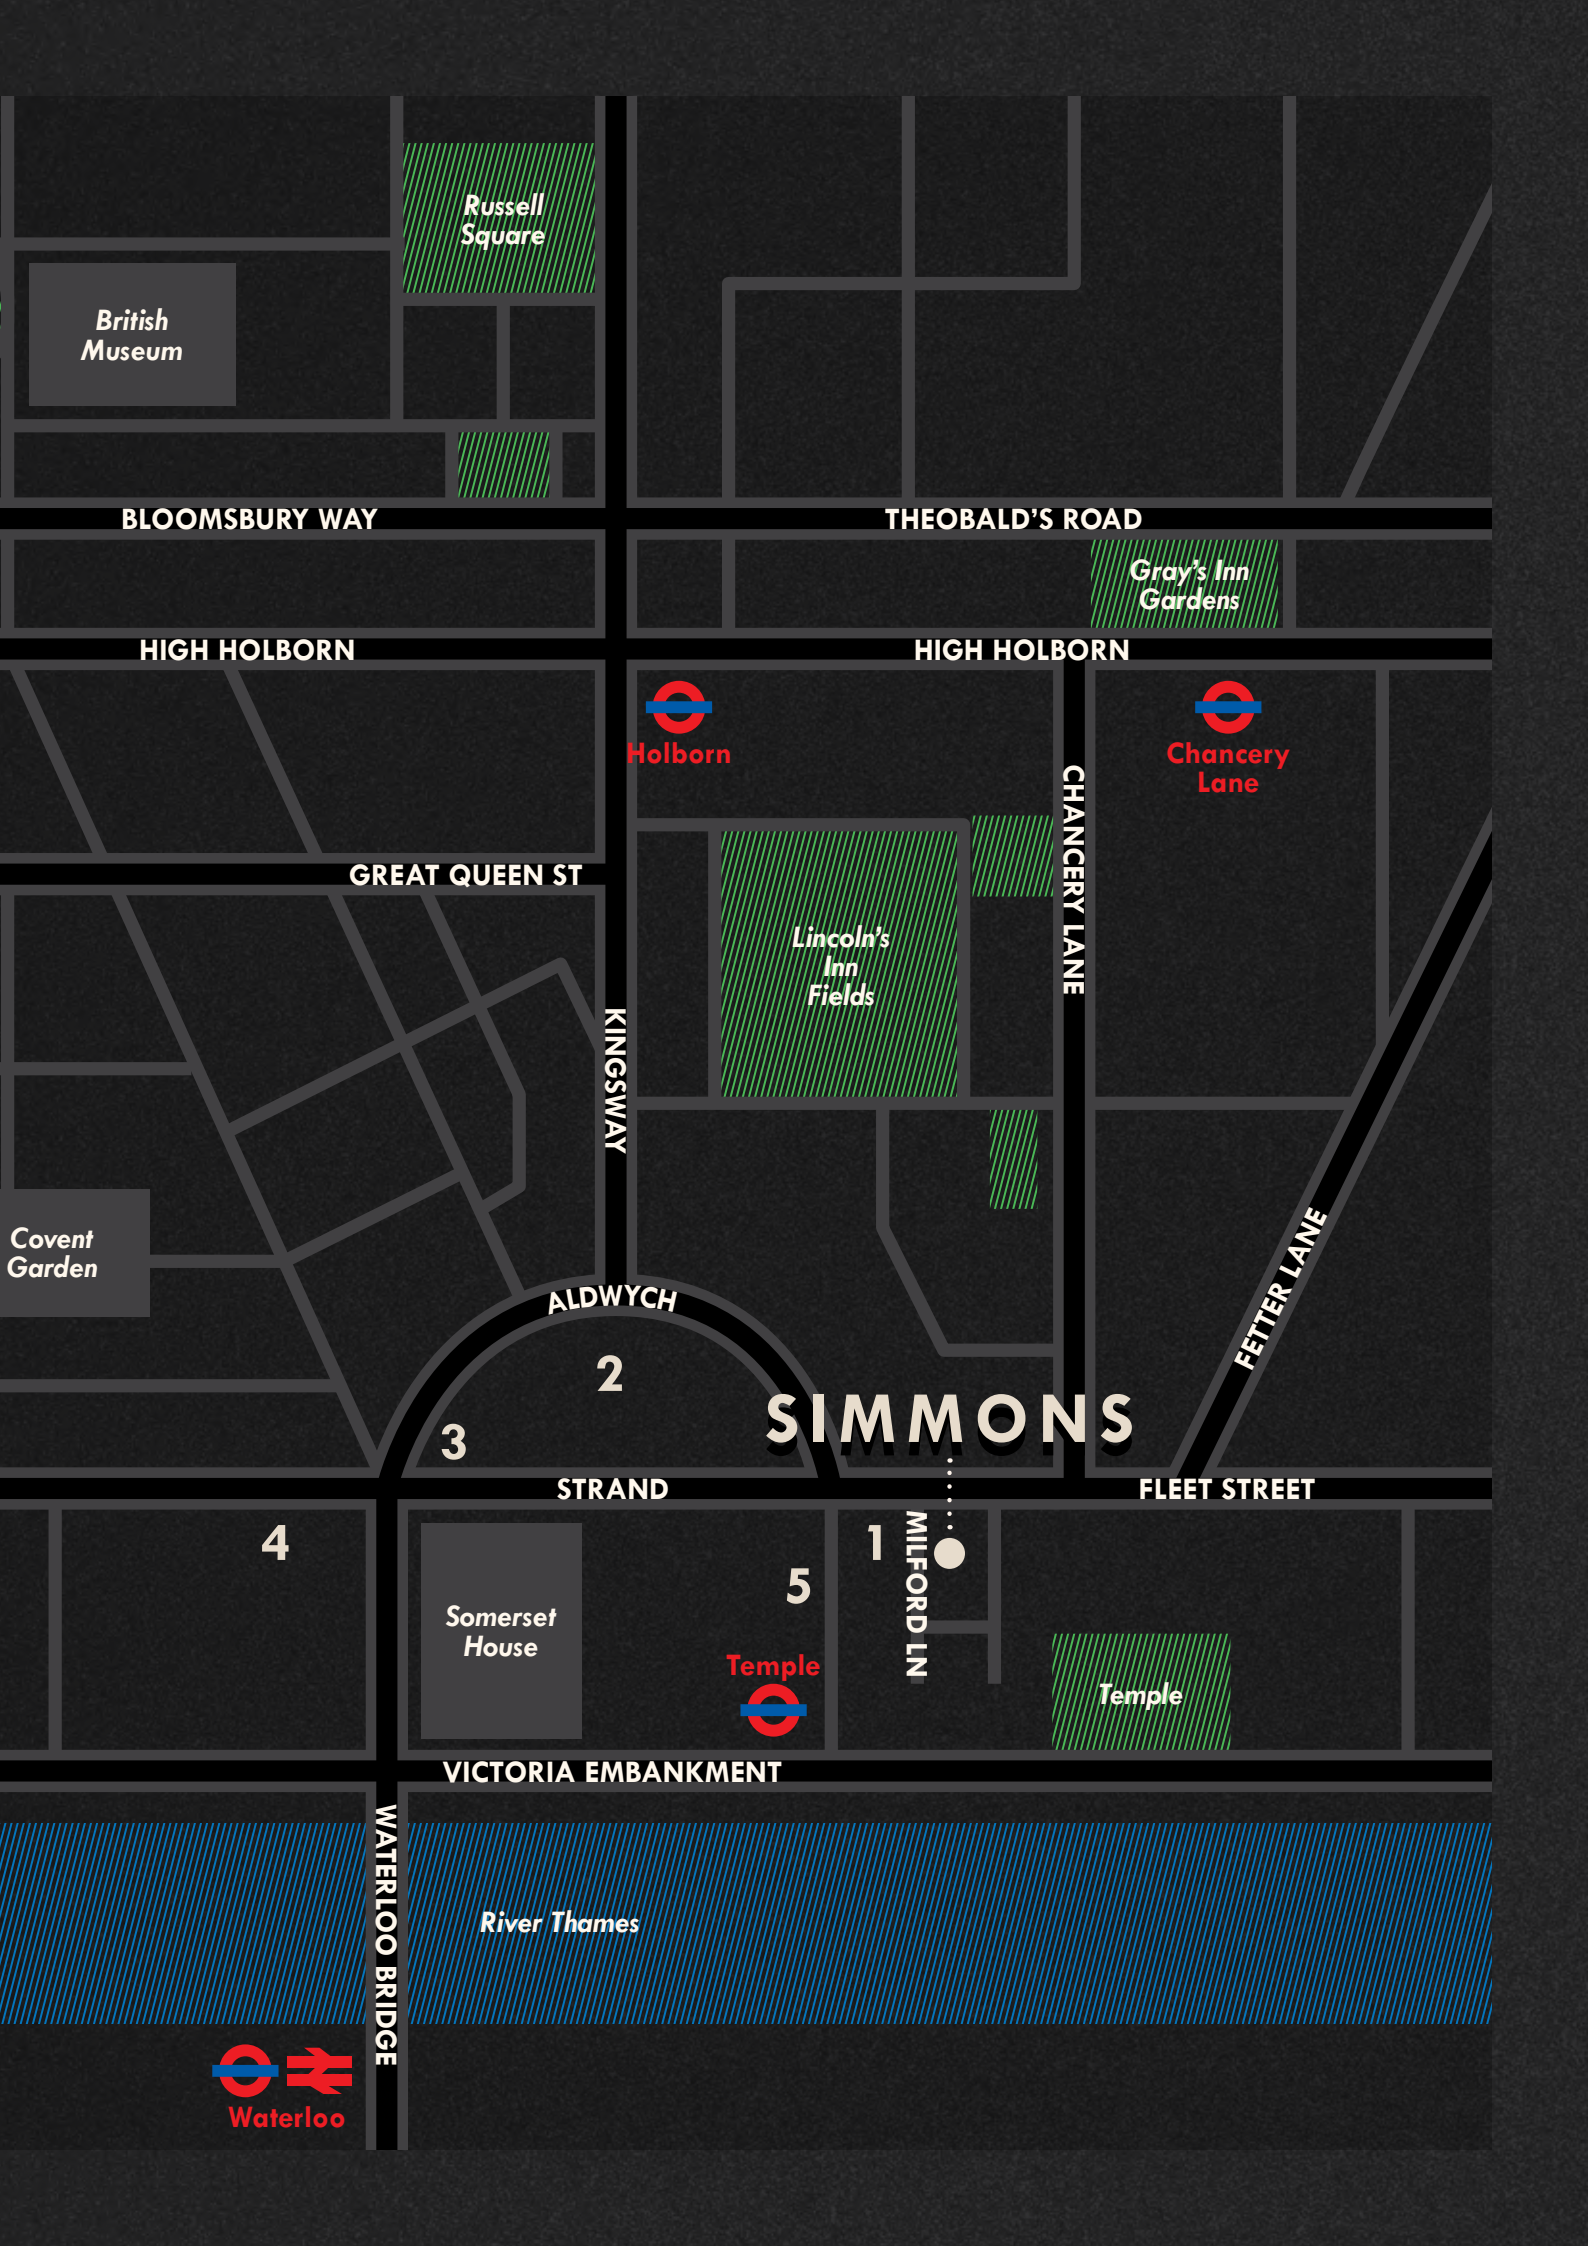 Russell
Square
British
Museum
BLOOMSBURY WAY
THEOBALD’S ROAD
Gray’s Inn
Gardens
HIGH HOLBORN
HIGH HOLBORN
Holborn
Chancery
Lane
CHANCERY LANE
GREAT QUEEN ST
Lincoln’s
Inn
Fields
KINGSWAY
Covent
Garden
FETTER LANE
ALDWYCH
2
SIMMONS
3
STRAND
FLEET STREET
4
1
MILFORD LN
5
Somerset
House
Temple
Temple
VICTORIA EMBANKMENT
WATERLOO BRIDGE
River Thames
Waterloo